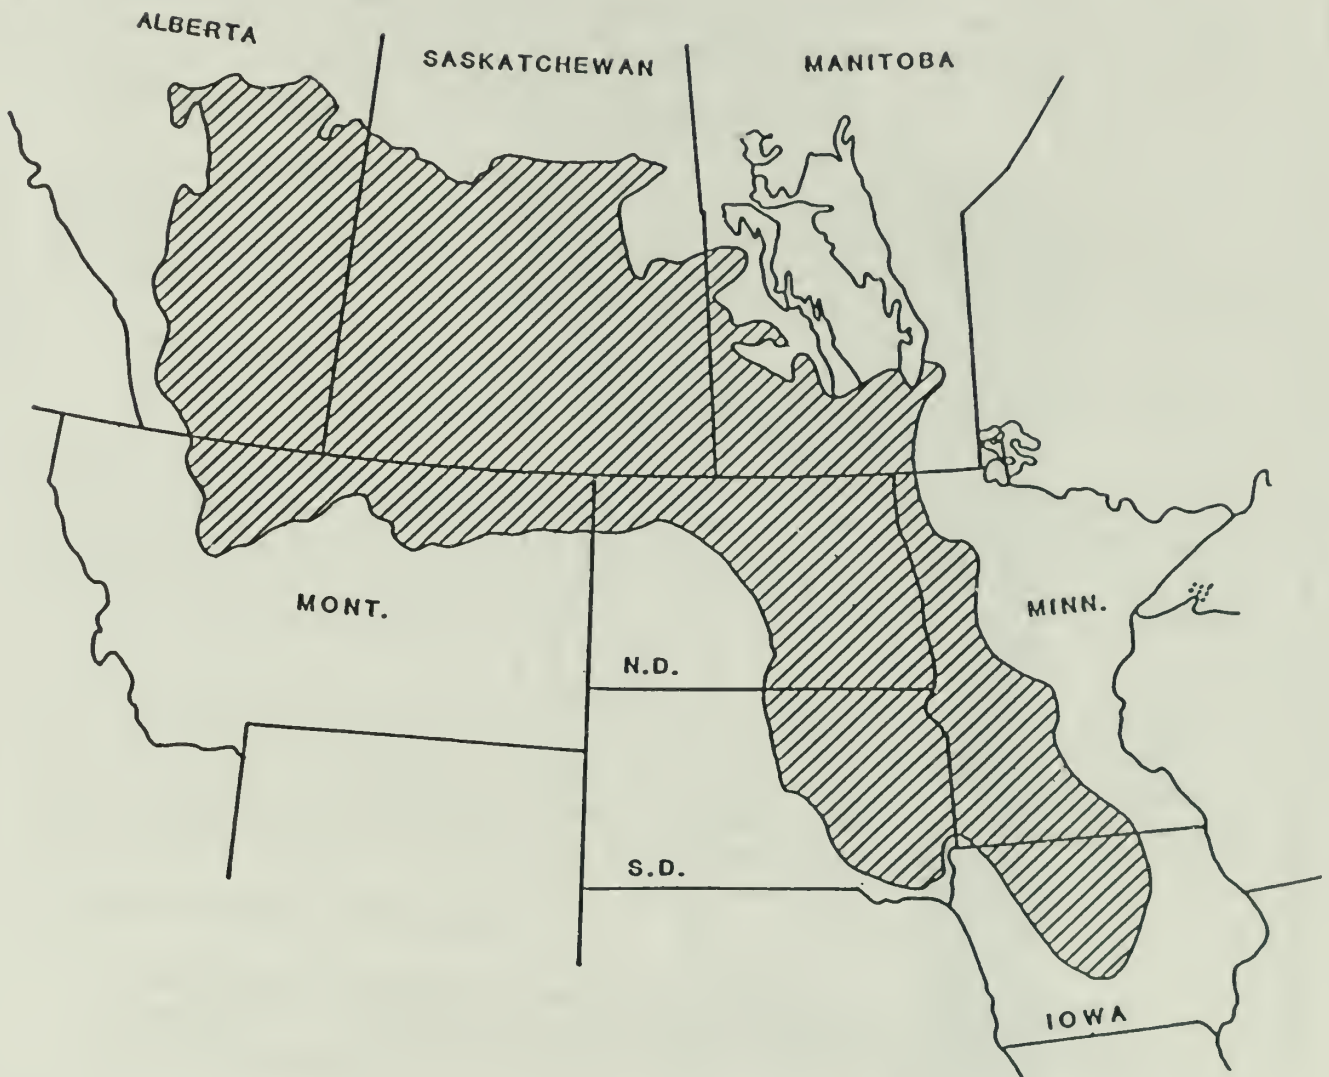 ALBERTA
SASKATCHEWAN
MANITOBA
MONT.
MINN.
N.D.
S.D.
IOWA